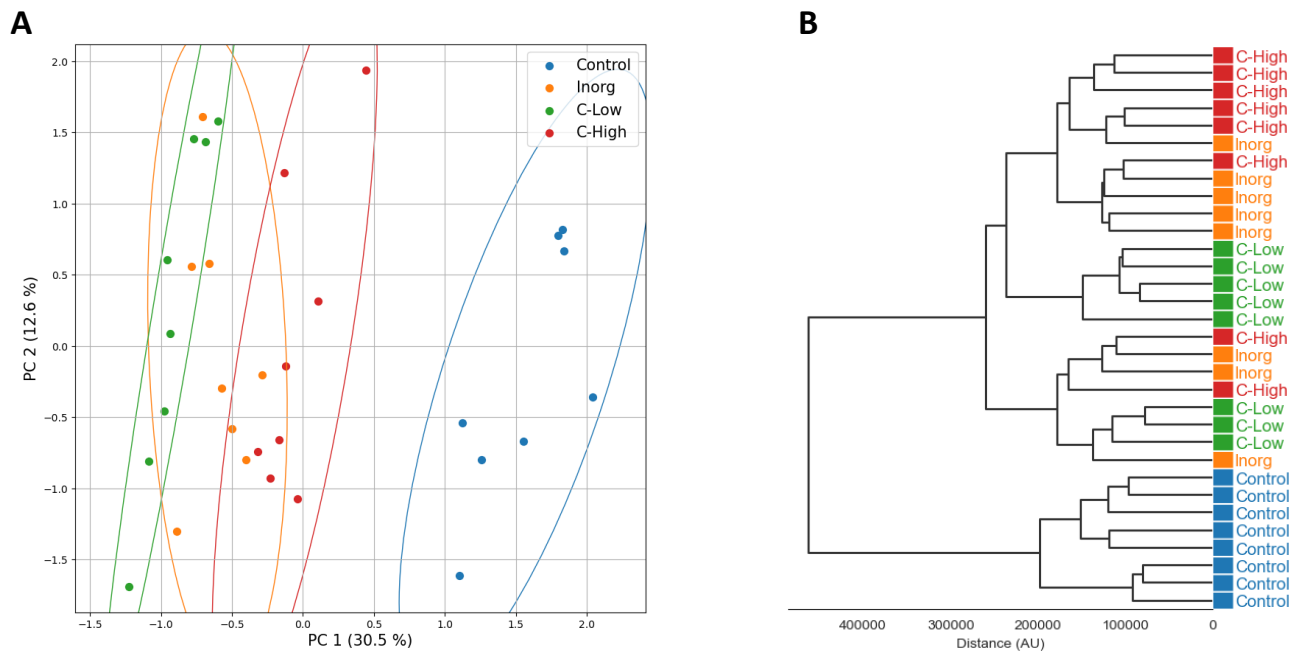 A
Control
Inorg
C-Low
C-High
2.0
1.5
1.0
0.5
0.0
−0.5
−1.0
−1.5
PC 2 (12.6 %)
−1.5
−1.0
−0.5
0.0
0.5
1.0
1.5
2.0
PC 1 (30.5 %)
B
C-High
C-High
C-High
C-High
C-High
Inorg
C-High
Inorg
Inorg
Inorg
Inorg
C-Low
C-Low
C-Low
C-Low
C-Low
C-High
Inorg
Inorg
C-High
C-Low
C-Low
C-Low
Inorg
Control
Control
Control
Control
Control
Control
Control
Control
400000
300000
200000
100000
0
Distance (AU)